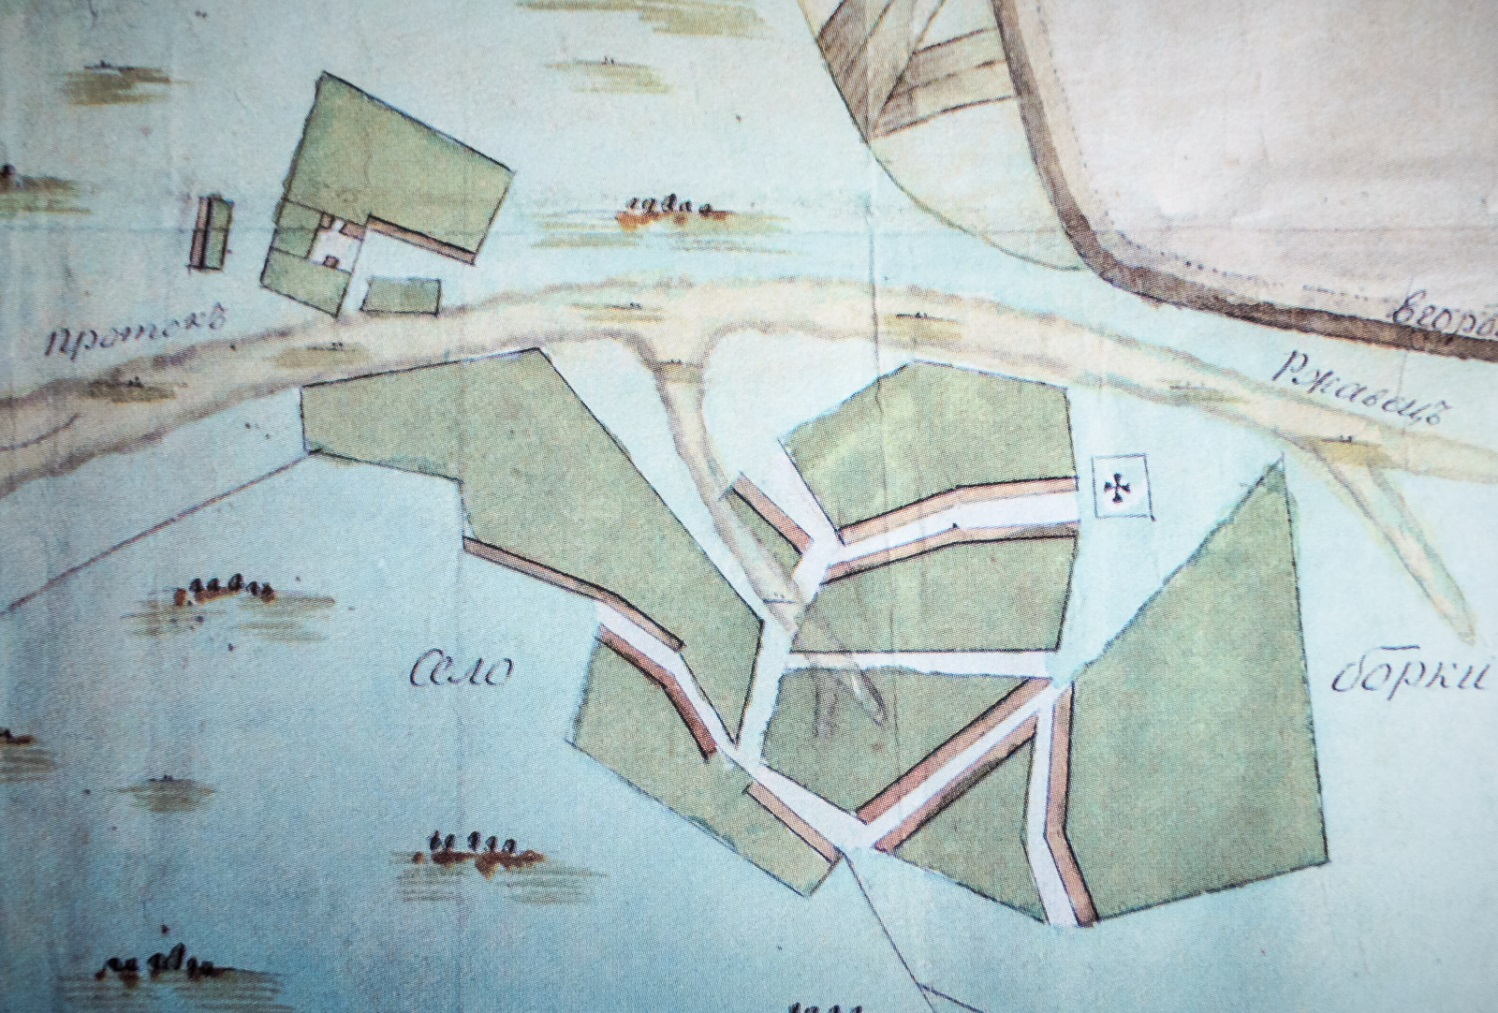 протокъ
Ржавецъ
Село
борки